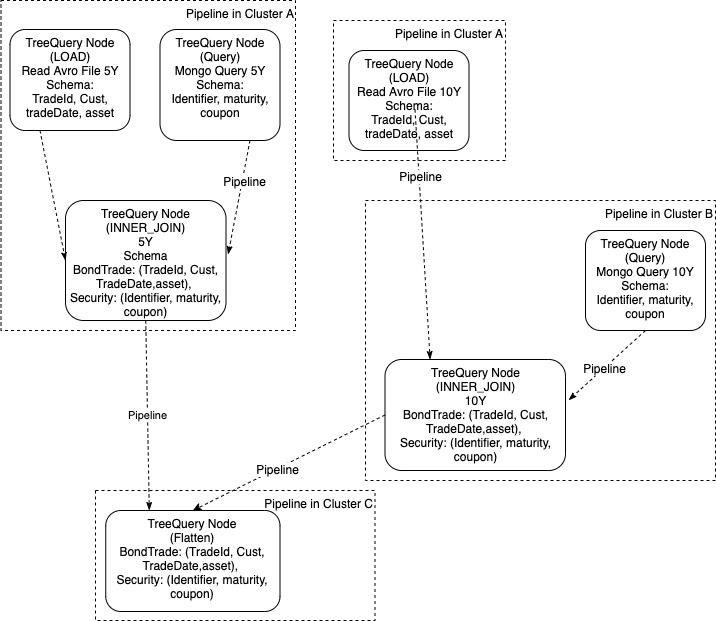 Pipeline in Cluster A
TreeQuery Node
(LOAD)
Read Avro File 5Y
Schema:
TradeId, Cust,
tradeDate, asset
TreeQuery Node
(Query)
Mongo Query 5Y
Schema:
Identifier, maturity,
coupon
Pipeline
TreeQuery Node
(INNER_JOIN)
5Y
Schema
BondTrade: (TradeId, Cust,
TradeDate,asset),
Security: (Identifier, maturity,
coupon)
Pipeline in Cluster A
TreeQuery Node
(LOAD)
Read Avro File 10Y
Schema:
TradeId, Cust,
tradeDate, asset
Pipeline
Pipeline in Cluster B
TreeQuery Node
(Query)
Mongo Query 10Y
Schema:
Identifier, maturity,
coupon
Pipeline
TreeQuery Node
(INNER_JOIN)
10Y
BondTrade: (TradeId, Cust,
TradeDate,asset),
Security: (Identifier, maturity,
coupon)
Pipeline
Pipeline
Pipeline in Cluster C
TreeQuery Node
(Flatten)
BondTrade: (TradeId, Cust,
TradeDate,asset),
Security: (Identifier, maturity,
coupon)